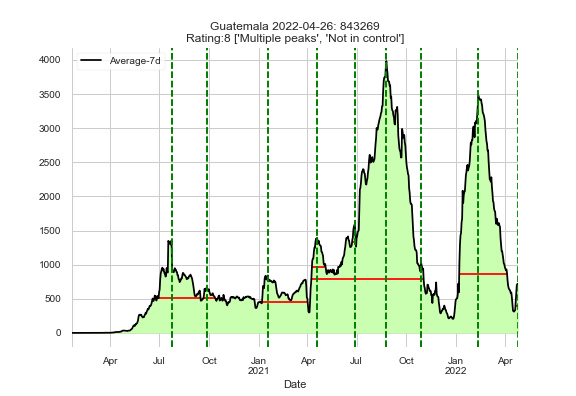 Guatemala 2022-04-26: 843269
Rating:8 ['Multiple peaks', 'Not in control']
Average-7d
4000
3500
3000
2500
2000
1500
1000
500
0
Apr Jul Oct Jan Apr Jul Oct Jan Apr
2021 2022
Date